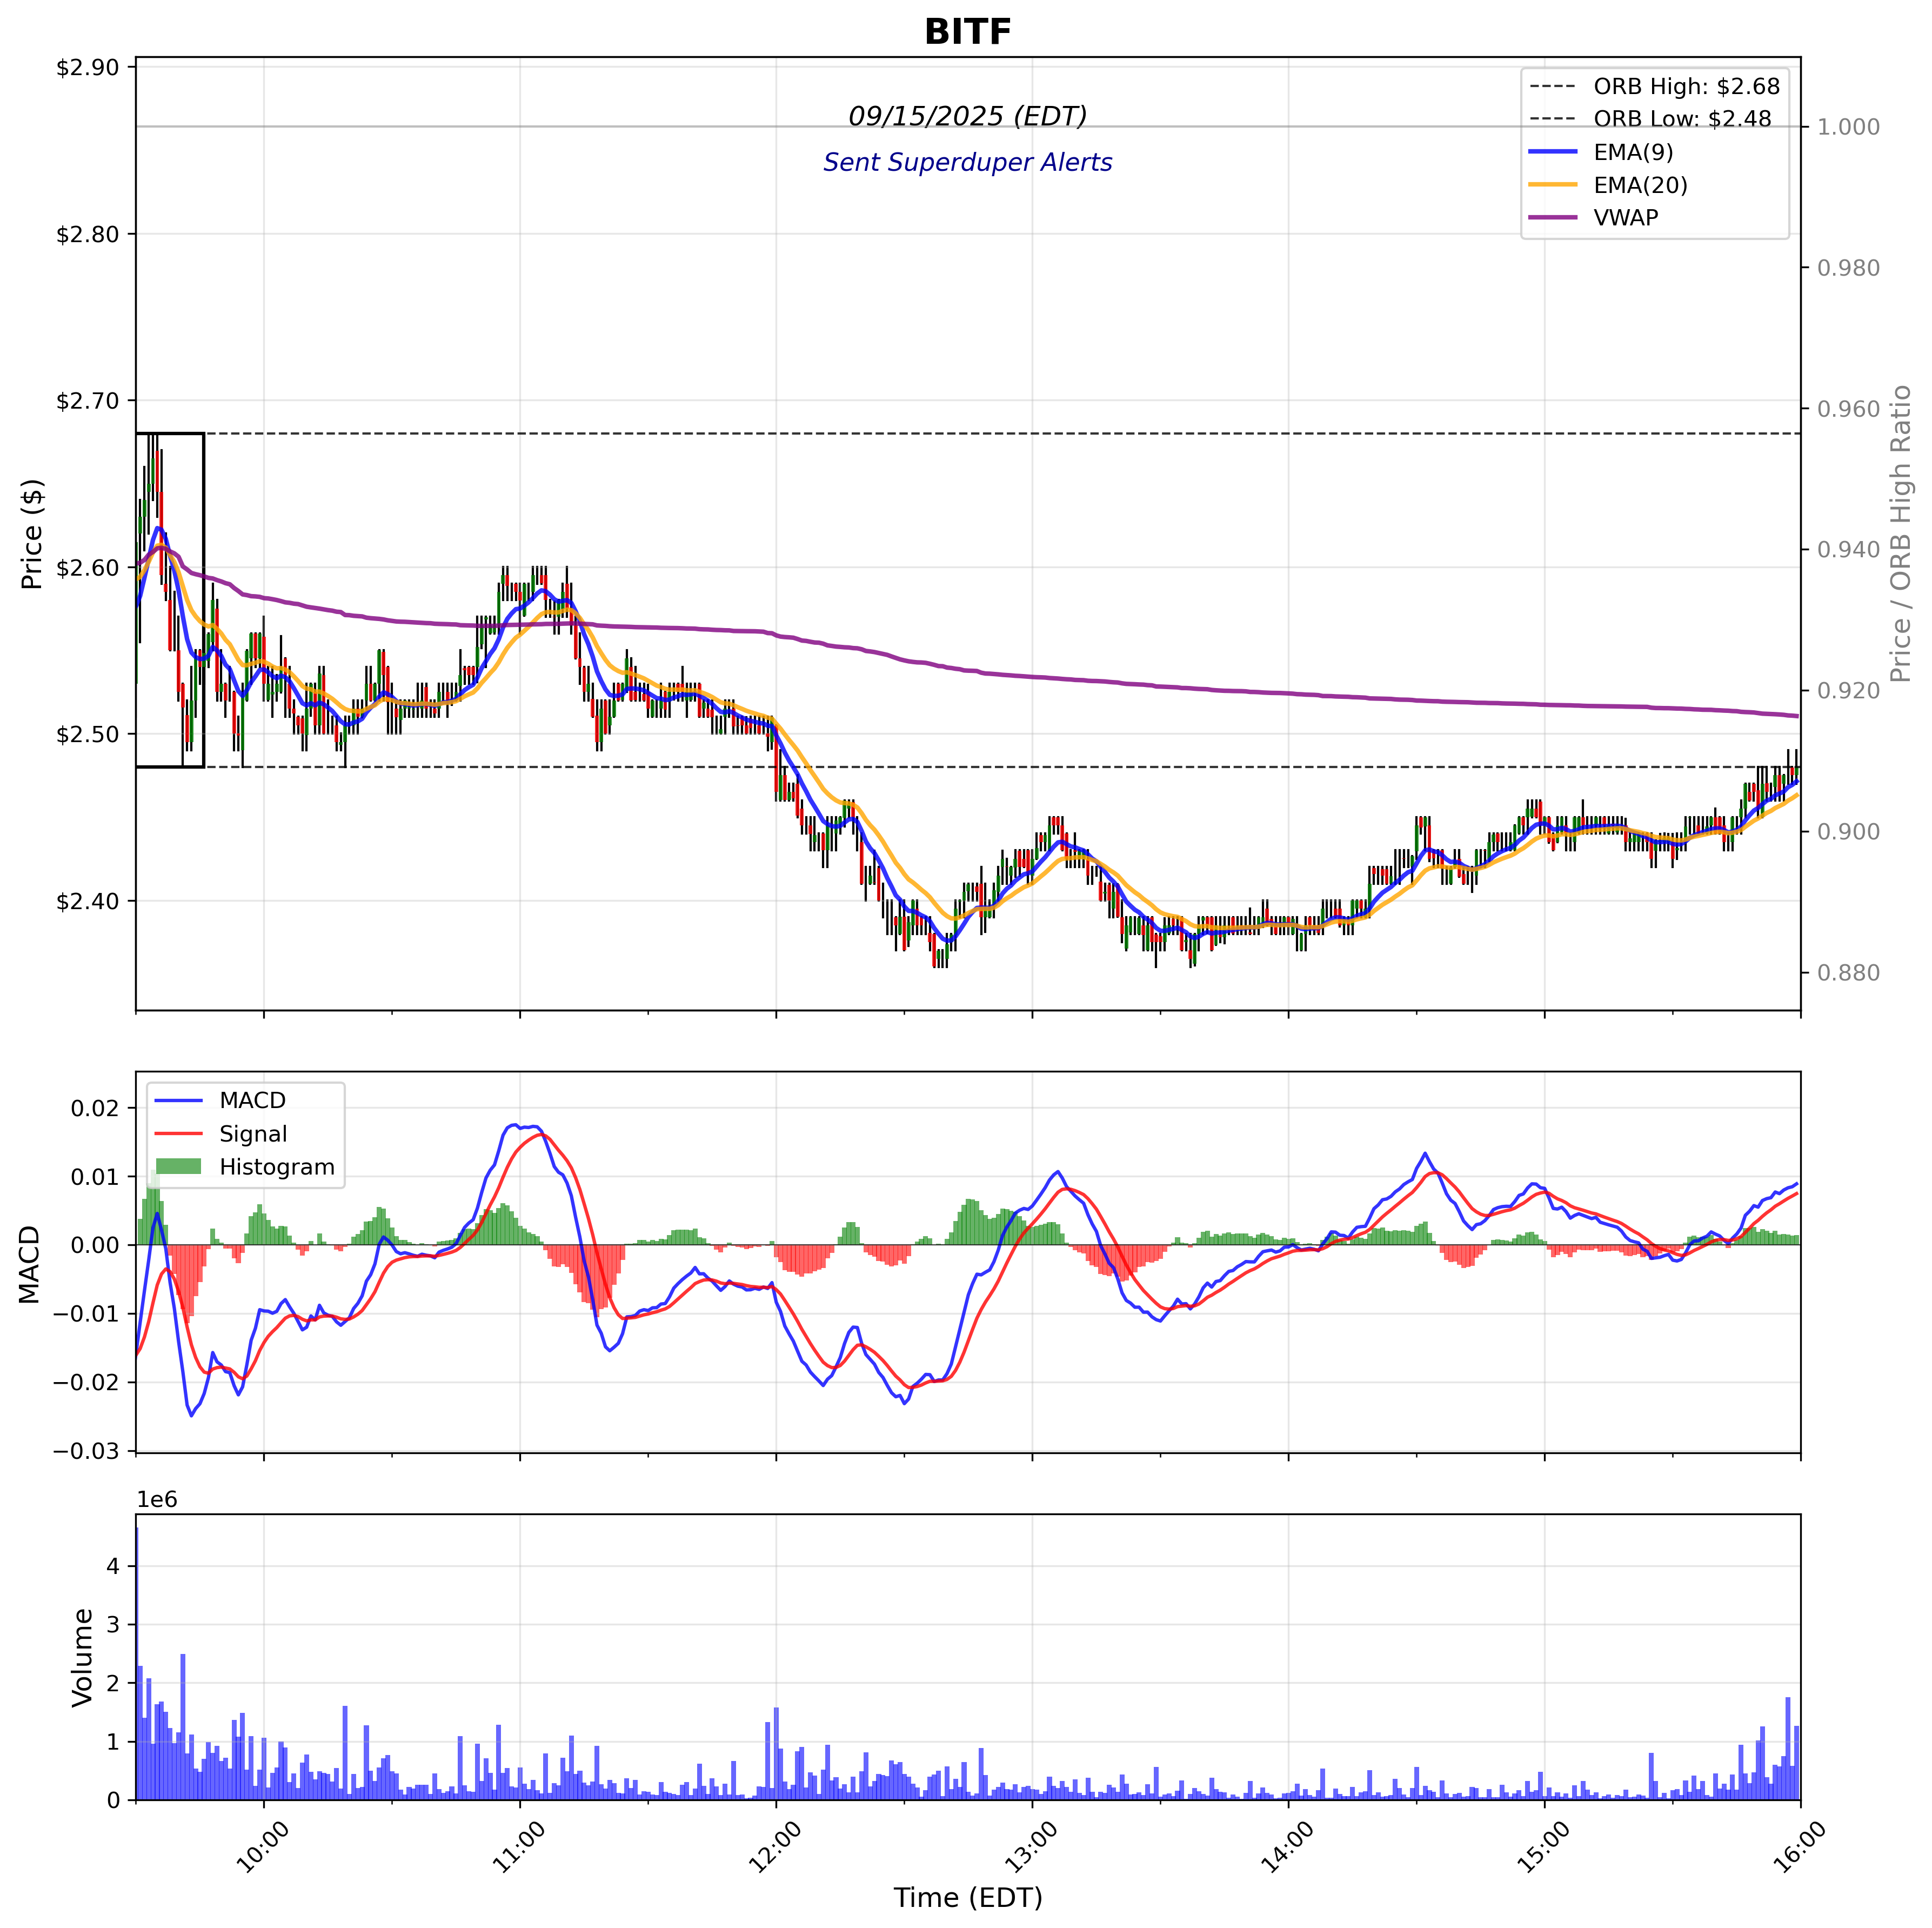 BITF
09/15/2025 (EDT)
Sent Superduper Alerts
ORB High: $2.68
ORB Low: $2.48
EMA(9)
EMA(20)
VWAP
$2.90
$2.80
$2.70
$2.60
$2.50
$2.40
Price ($)
1.000
0.980
0.960
0.940
0.920
0.900
0.880
Price / ORB High Ratio
MACD
Signal
Histogram
0.02
0.01
0.00
−0.01
−0.02
−0.03
MACD
1e6
4
3
2
1
0
Volume
10:00
11:00
12:00
13:00
14:00
15:00
16:00
Time (EDT)